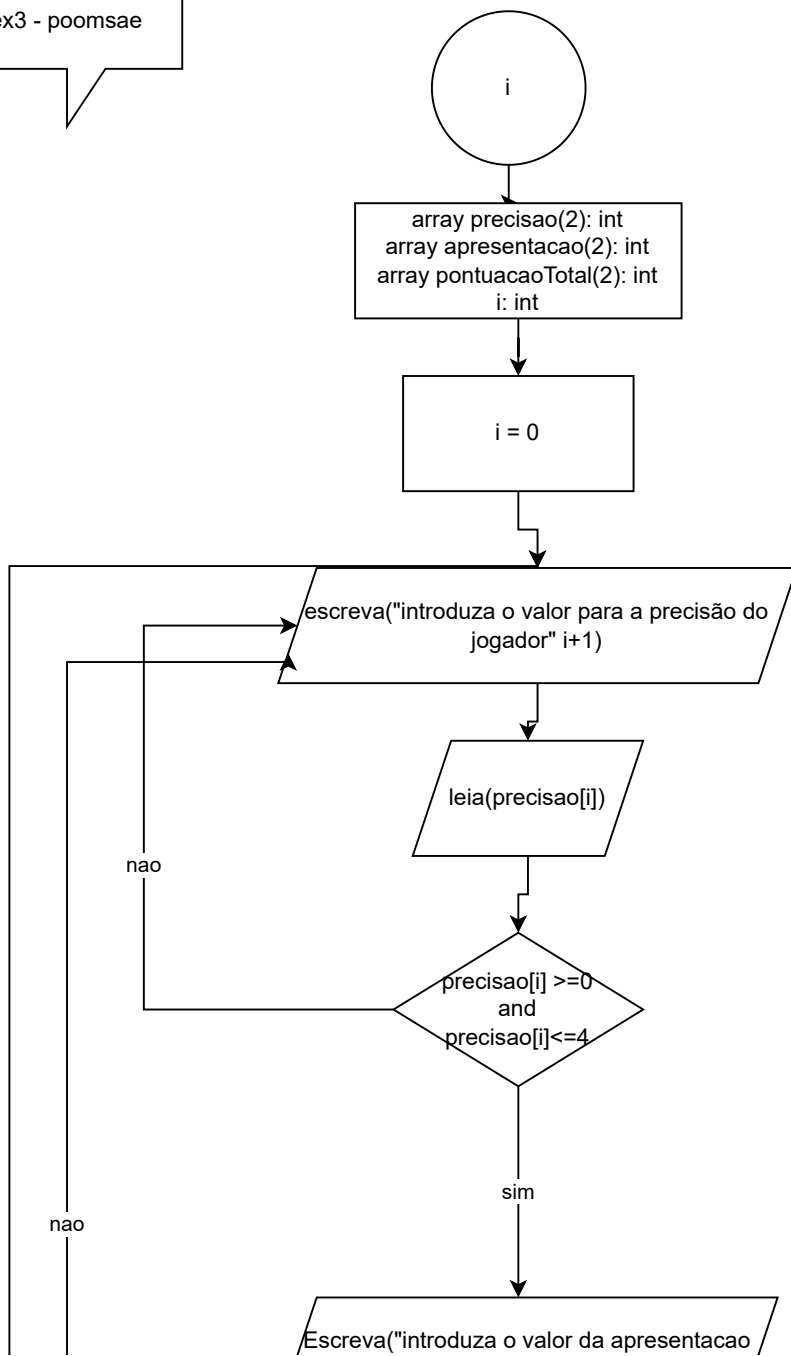 ex3 - poomsae
i
array precisao(2): int
array apresentacao(2): int
array pontuacaoTotal(2): int
i: int
i = 0
escreva("introduza o valor para a precisão do
jogador" i+1)
leia(precisao[i])
nao
precisao[i] >=0
and
precisao[i]<=4
sim
nao
Escreva("introduza o valor da apresentacao